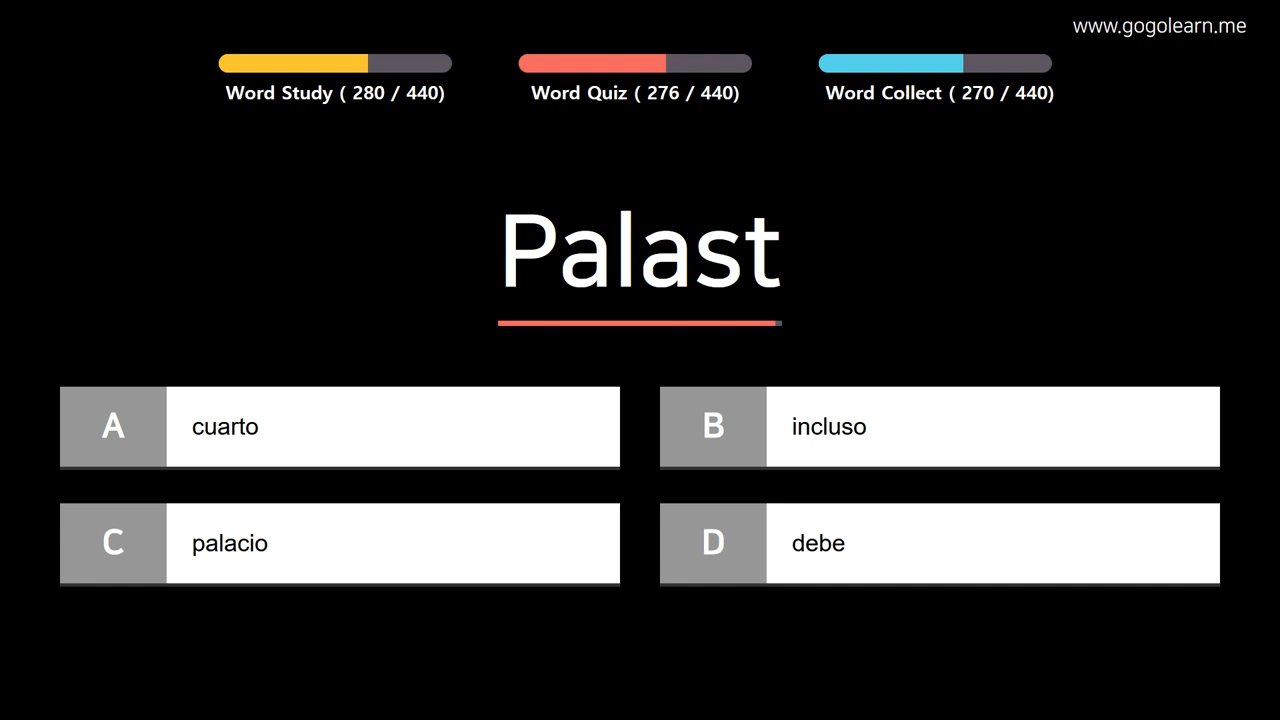 www.gogolearn.me
Word Study ( 280 / 440)
Word Quiz ( 276 / 440)
Word Collect ( 270 / 440)
Palast
A cuarto
B incluso
C palacio
D debe